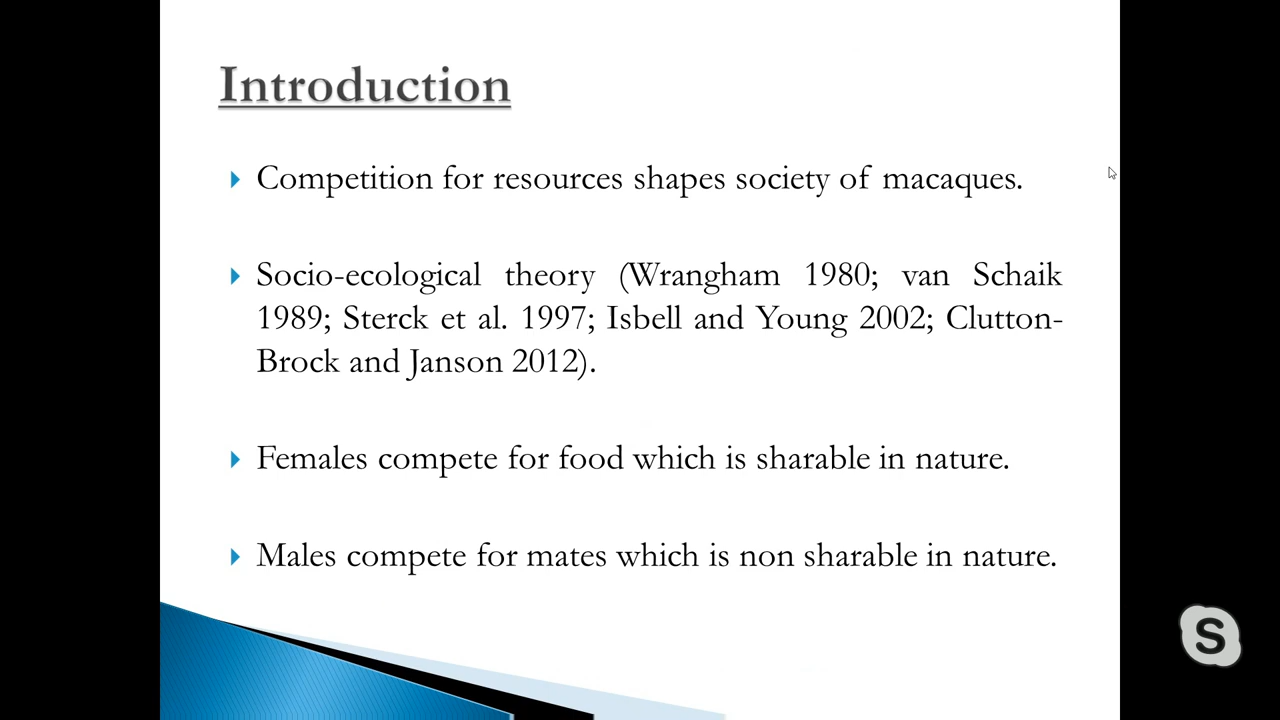 Introduction
Competition for resources shapes society of macaques.
Socio-ecological theory (Wrangham 1980; van Schaik
1989; Sterck et al. 1997; Isbell and Young 2002; Clutton-
Brock and Janson 2012).
Females compete for food which is sharable in nature.
Males compete for mates which is non sharable in nature.
S